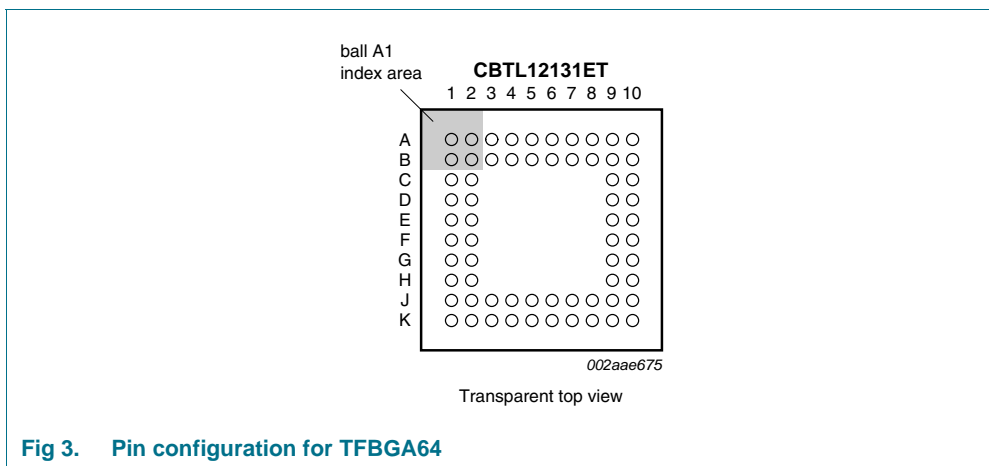 ball A1
index area
CBTL12131ET
1 2 3 4 5 6 7 8 9 10
A
B
C
D
E
F
G
H
J
K
002aae675
Transparent top view
Fig 3. Pin configuration for TFBGA64